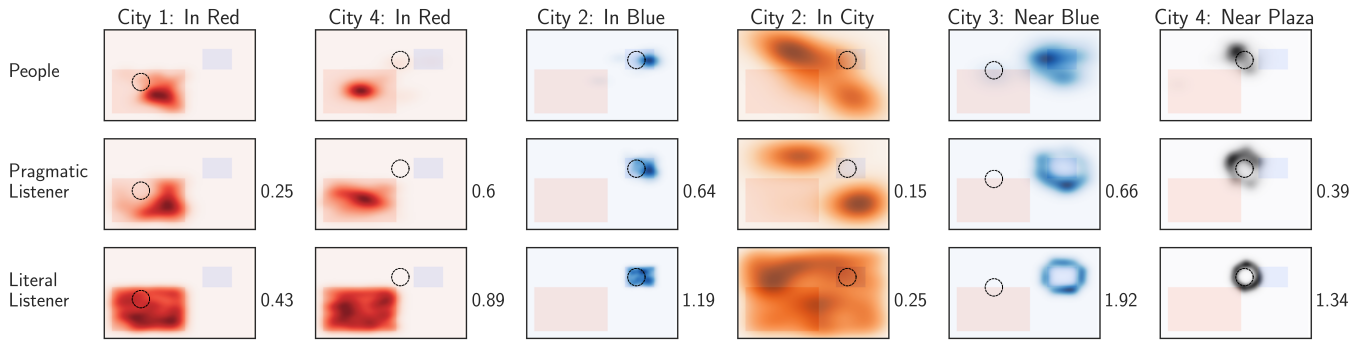 City 1: In Red
City 4: In Red
City 2: In Blue
City 2: In City
City 3: Near Blue
City 4: Near Plaza
People
Pragmatic
Listener
0.25
0.6
0.64
0.15
0.66
0.39
Literal
Listener
0.43
0.89
1.19
0.25
1.92
1.34